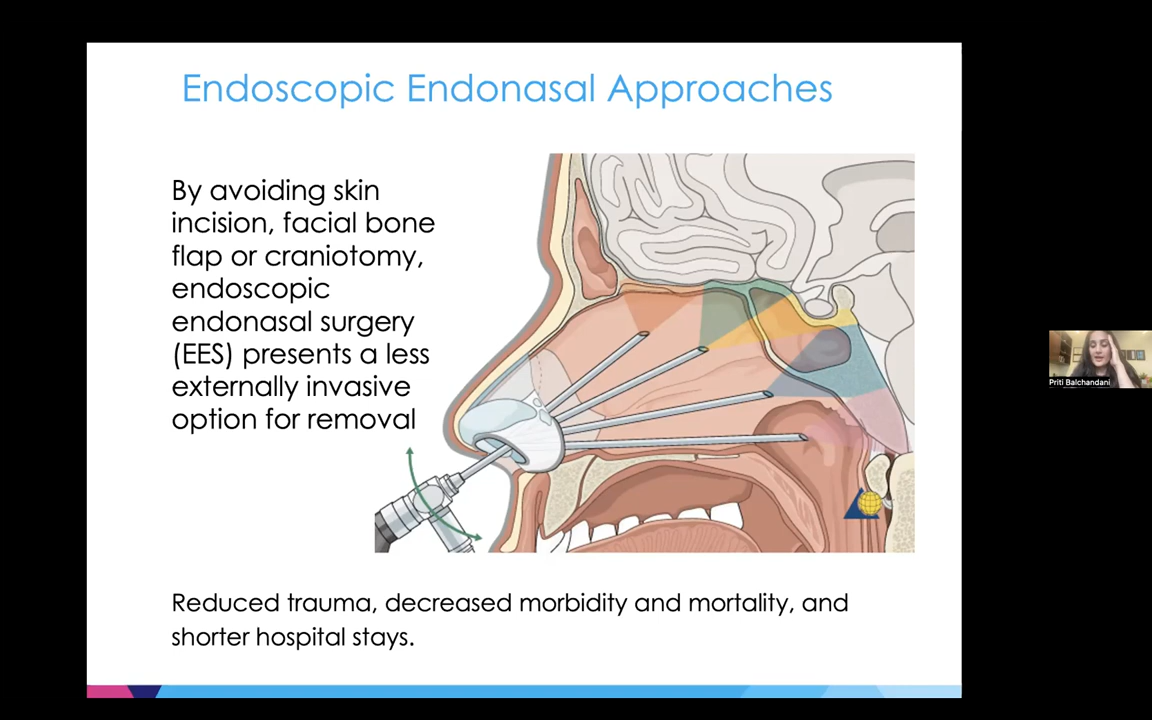 Endoscopic Endonasal Approaches
By avoiding skin
incision, facial bone
flap or craniotomy,
endoscopic
endonasal surgery
(EES) presents a less
externally invasive
option for removal
Reduced trauma, decreased morbidity and mortality, and
shorter hospital stays.
Priti Balchandani